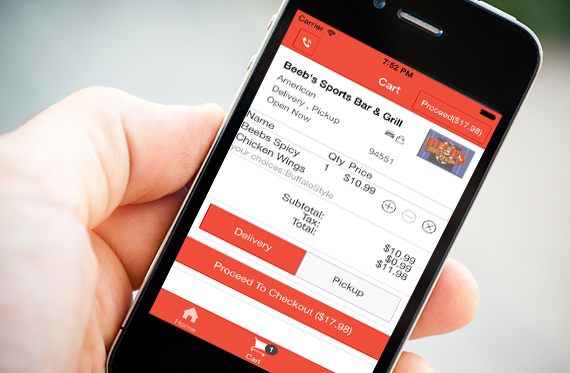 Carrier
7:52 PM
Cart
Proceed($17.98)
Beeb's Sports Bar & Grill
American
Delivery , Pickup
Open Now
94551
Name Qty. Price
Beebs Spicy Chicken Wings 1 $10.99
your choices:BuffaloStyle
Subtotal: $10.99
Tax: $0.99
Total: $11.98
Delivery
Pickup
Proceed To Checkout ($17.98)
Home
Cart
1